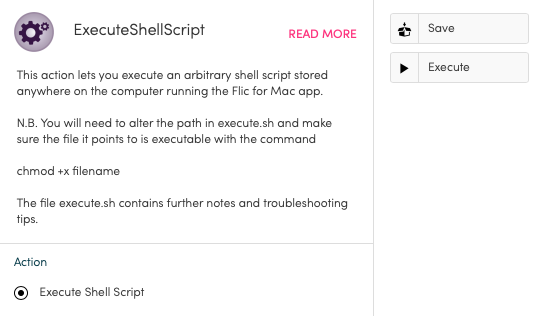 ExecuteShellScript
READ MORE
This action lets you execute an arbitrary shell script stored
anywhere on the computer running the Flic for Mac app.
N.B. You will need to alter the path in execute.sh and make
sure the file it points to is executable with the command
chmod +x filename
The file execute.sh contains further notes and troubleshooting
tips.
Action
Execute Shell Script
Save
Execute